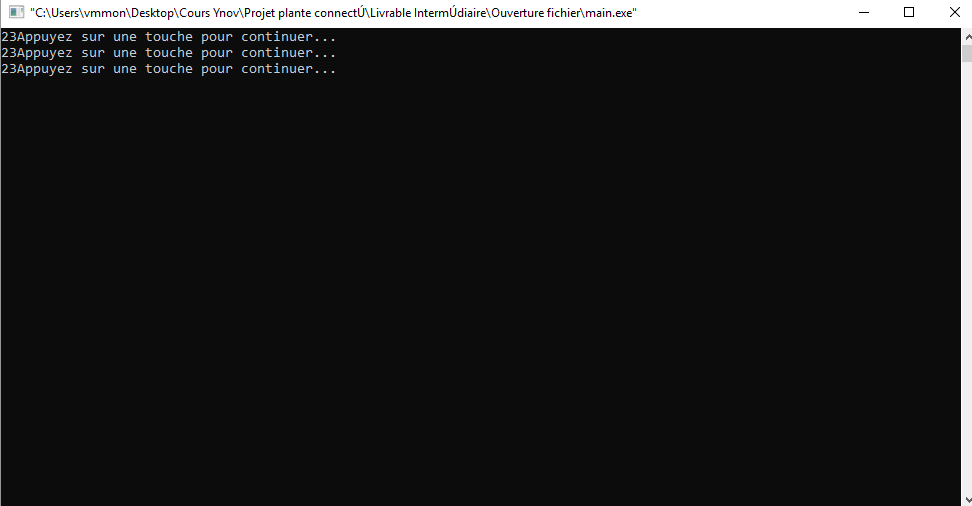 "C:\Users\vmmon\Desktop\Cours Ynov\Projet plante connectÚ\Livrable IntermÚdiaire\Ouverture fichier\main.exe"
23Appuyez sur une touche pour continuer...
23Appuyez sur une touche pour continuer...
23Appuyez sur une touche pour continuer...